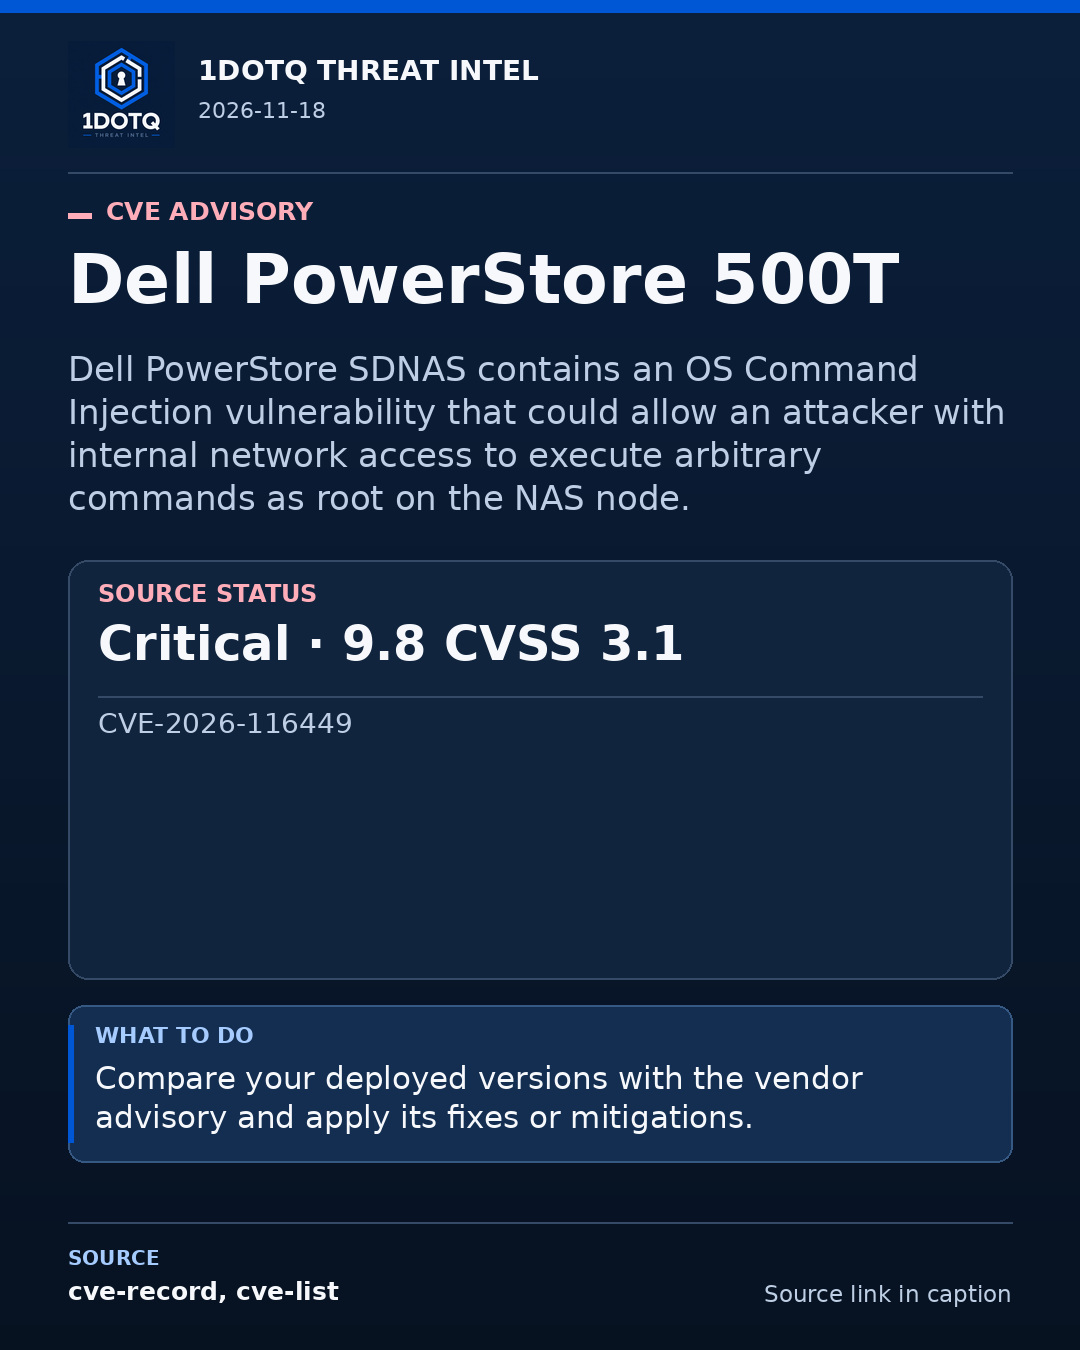 1DOTQ
THREAT INTEL
1DOTQ THREAT INTEL
2026-11-18
CVE ADVISORY
Dell PowerStore 500T
Dell PowerStore SDNAS contains an OS Command
Injection vulnerability that could allow an attacker with
internal network access to execute arbitrary
commands as root on the NAS node.
SOURCE STATUS
Critical · 9.8 CVSS 3.1
CVE-2026-116449
WHAT TO DO
Compare your deployed versions with the vendor
advisory and apply its fixes or mitigations.
SOURCE
cve-record, cve-list
Source link in caption